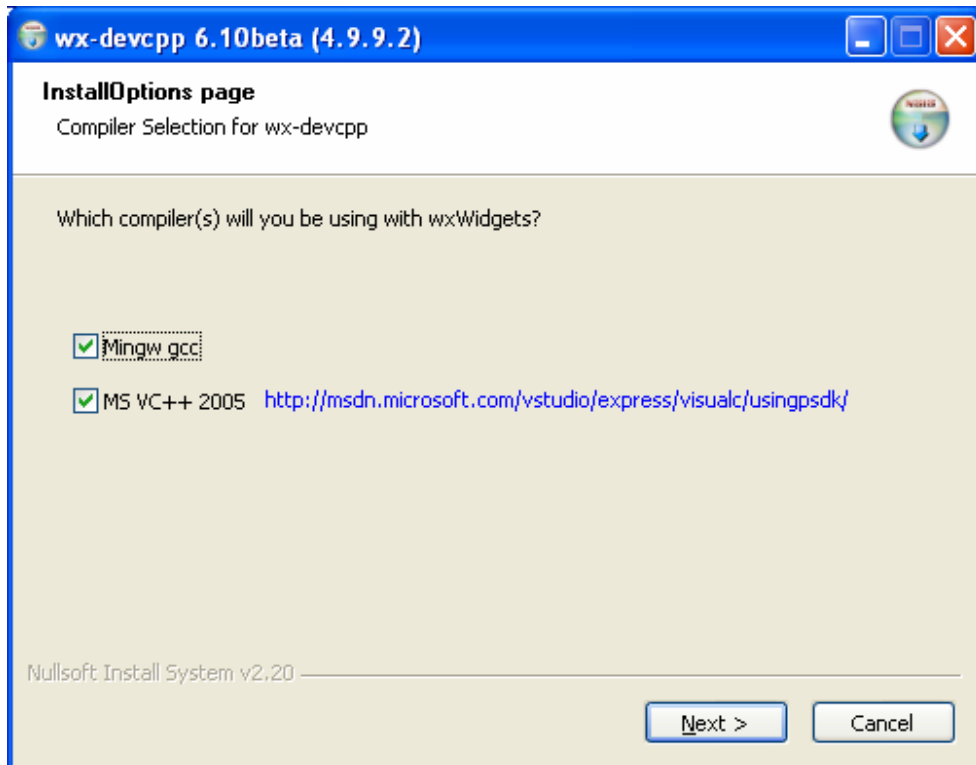 wx-devcpp 6.10beta (4.9.9.2)
InstallOptions page
Compiler Selection for wx-devcpp
Which compiler(s) will you be using with wxWidgets?
Mingw gcc
MS VC++ 2005 http://msdn.microsoft.com/vstudio/express/visualc/usingpsdk/
Nullsoft Install System v2.20
Next > Cancel